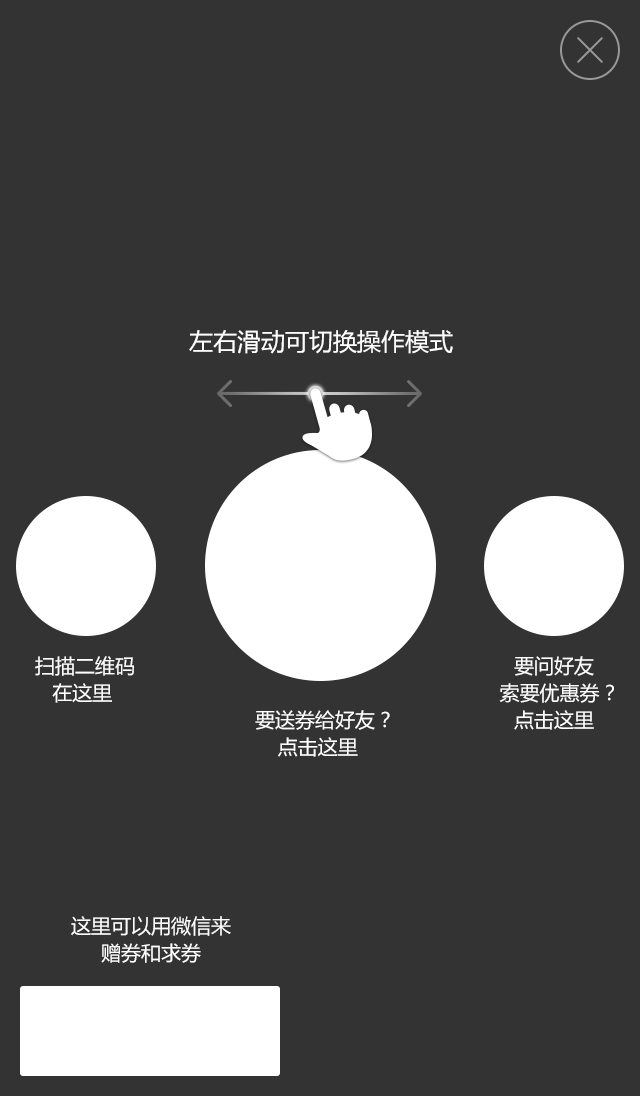 左右滑动可切换操作模式
扫描二维码
在这里
要送券给好友？
点击这里
要问好友
索要优惠券？
点击这里
这里可以用微信来
赠券和求券